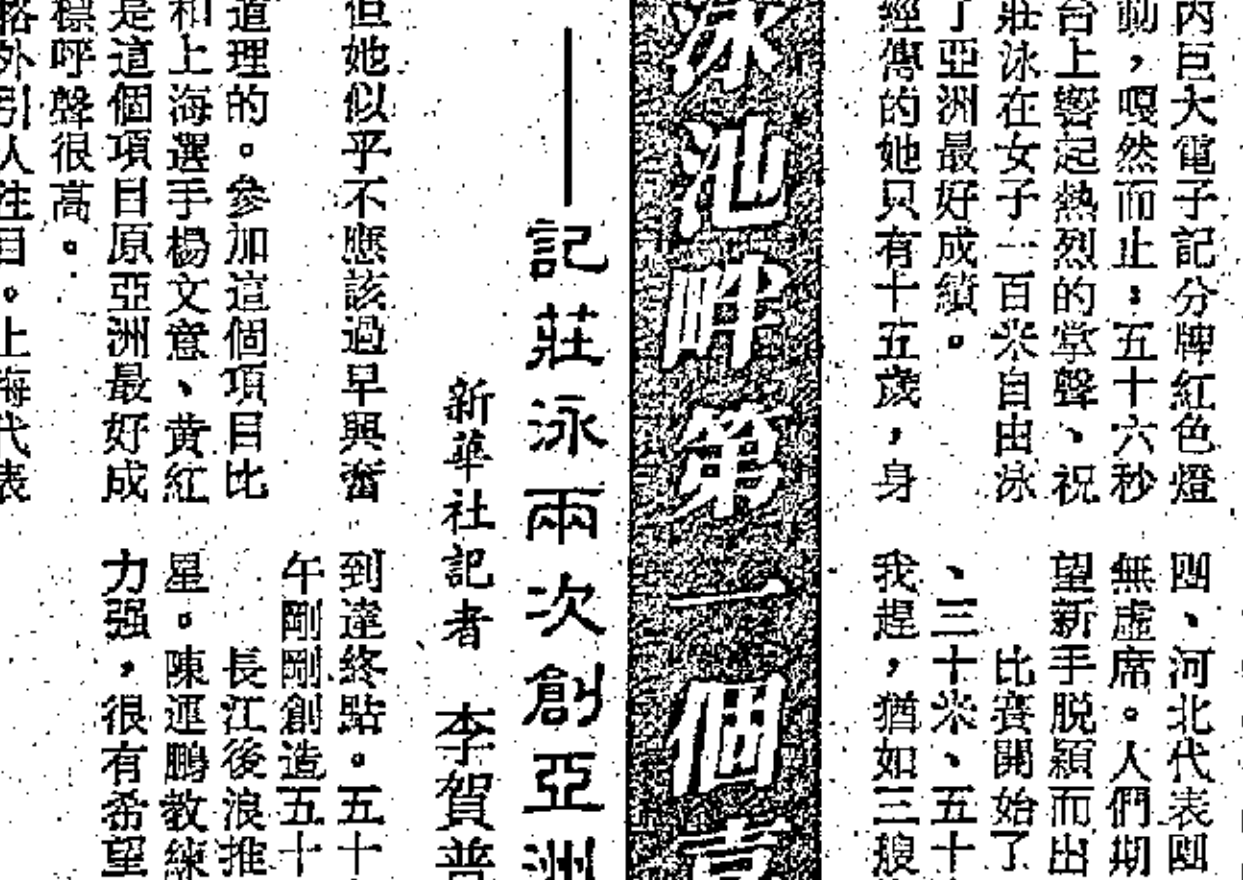 內巨大電子記分牌紅色燈
動，嘎然而止：五十六秒
台上響起熱烈的掌聲、祝
莊泳在女子一百米自由泳
了亞洲最好成績。
經傳的她只有十五歲，身
四、河北代表四
無虛席。人們期
望新手脱穎而出
比賽開始了
、三十米、五十
我趕，猶如三艘
泳池畔第一個
——記莊泳兩次創亞洲
新華社記者 李賀普
但她似乎不應該過早興奮
道理的。參加這個項目比
和上海選手楊文意、黄紅
是這個項目原亞洲最好成
標呼聲很高。
格外引人注目。上海代表
到達終點。五十
午剛剛創造五十
長江後浪推
星。陳運鵬教練
力强，很有希望